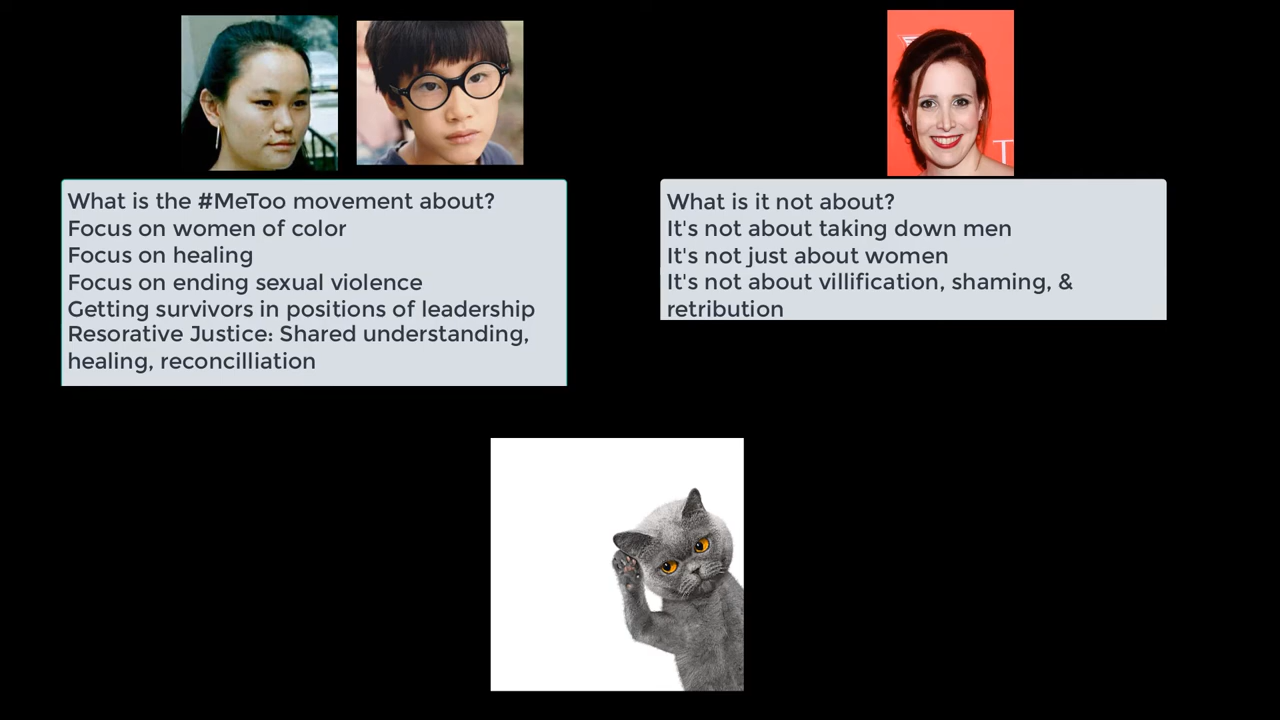 What is the #MeToo movement about?
Focus on women of color
Focus on healing
Focus on ending sexual violence
Getting survivors in positions of leadership
Resorative Justice: Shared understanding,
healing, reconcilliation
What is it not about?
It's not about taking down men
It's not just about women
It's not about villification, shaming, &
retribution
T